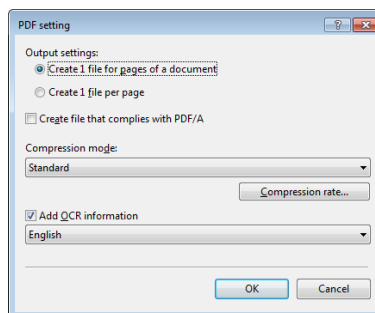 PDF setting
Output settings:
Create 1 file for pages of a document
Create 1 file per page
Create file that complies with PDF/A
Compression mode:
Standard
Compression rate...
Add OCR information
English
OK Cancel